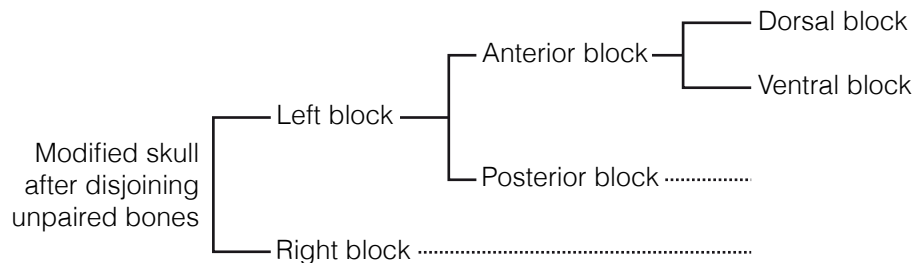 Dorsal block
Anterior block
Ventral block
Left block
Modified skull
after disjoining
unpaired bones
Posterior block
Right block